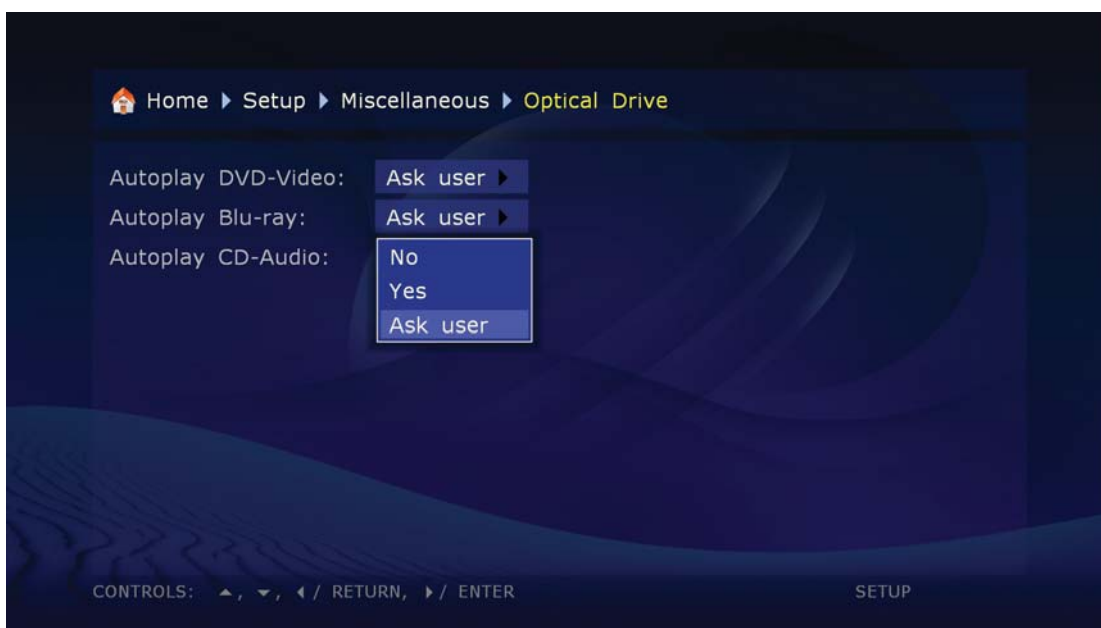 Home Setup Miscellaneous Optical Drive
Autoplay DVD-Video: Ask user
Autoplay Blu-ray: Ask user
Autoplay CD-Audio: No
Yes
Ask user
CONTROLS: ▲, ▼, ◀/ RETURN, ▶/ ENTER SETUP